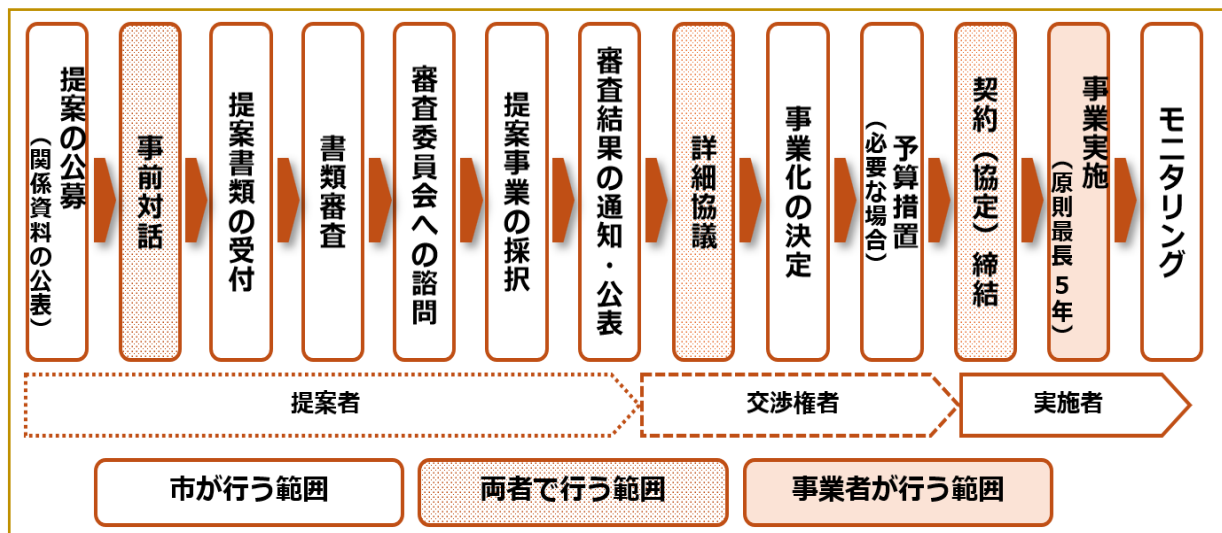 提案の公募
（関係資料の公表）
事前対話
提案書類の受付
書類審査
審査委員会への諮問
提案事業の採択
審査結果の通知・公表
詳細協議
事業化の決定
予算措置
（必要な場合）
契約（協定）締結
事業実施
（原則最長5年）
モニタリング
提案者
交渉権者
実施者
市が行う範囲
両者で行う範囲
事業者が行う範囲